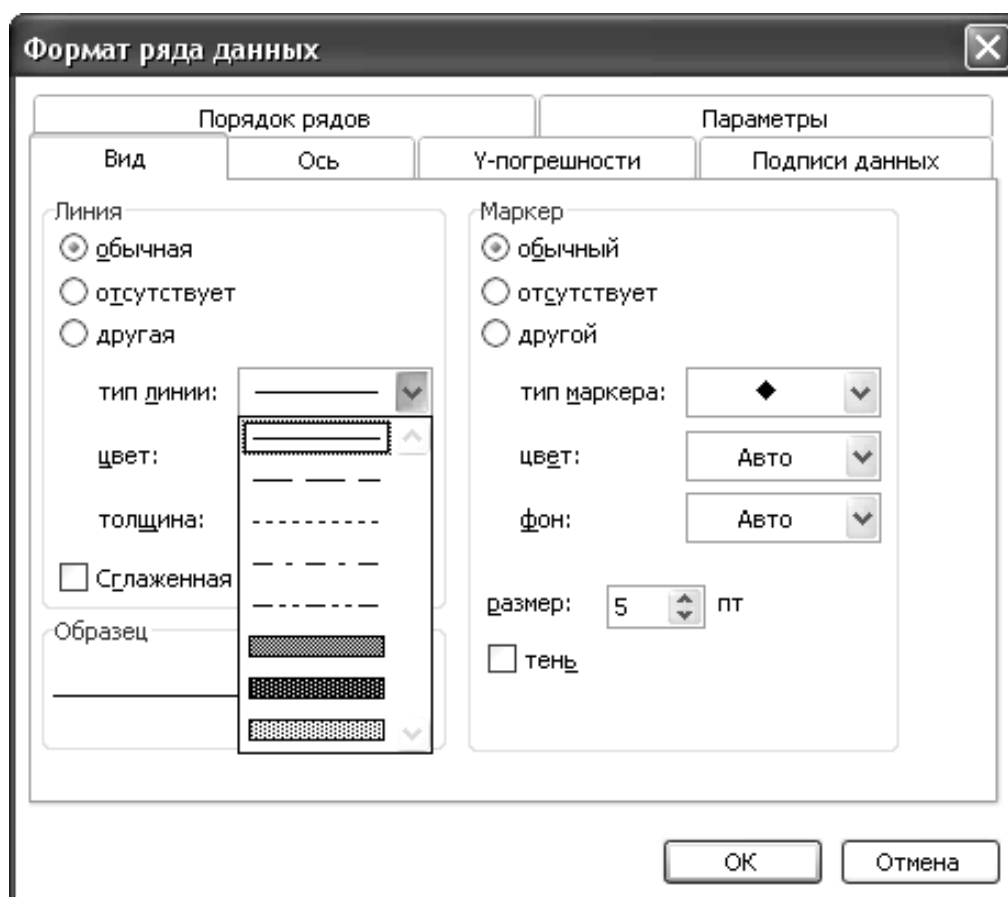 Формат ряда данных
Порядок рядов
Параметры
Вид
Ось
Y-погрешности
Подписи данных
Линия
обычная
отсутствует
другая
тип линии:
цвет:
толщина:
Сглаженная
Образец
Маркер
обычный
отсутствует
другой
тип маркера:
цвет: Авто
фон: Авто
размер: 5 пт
тень
ОК
Отмена